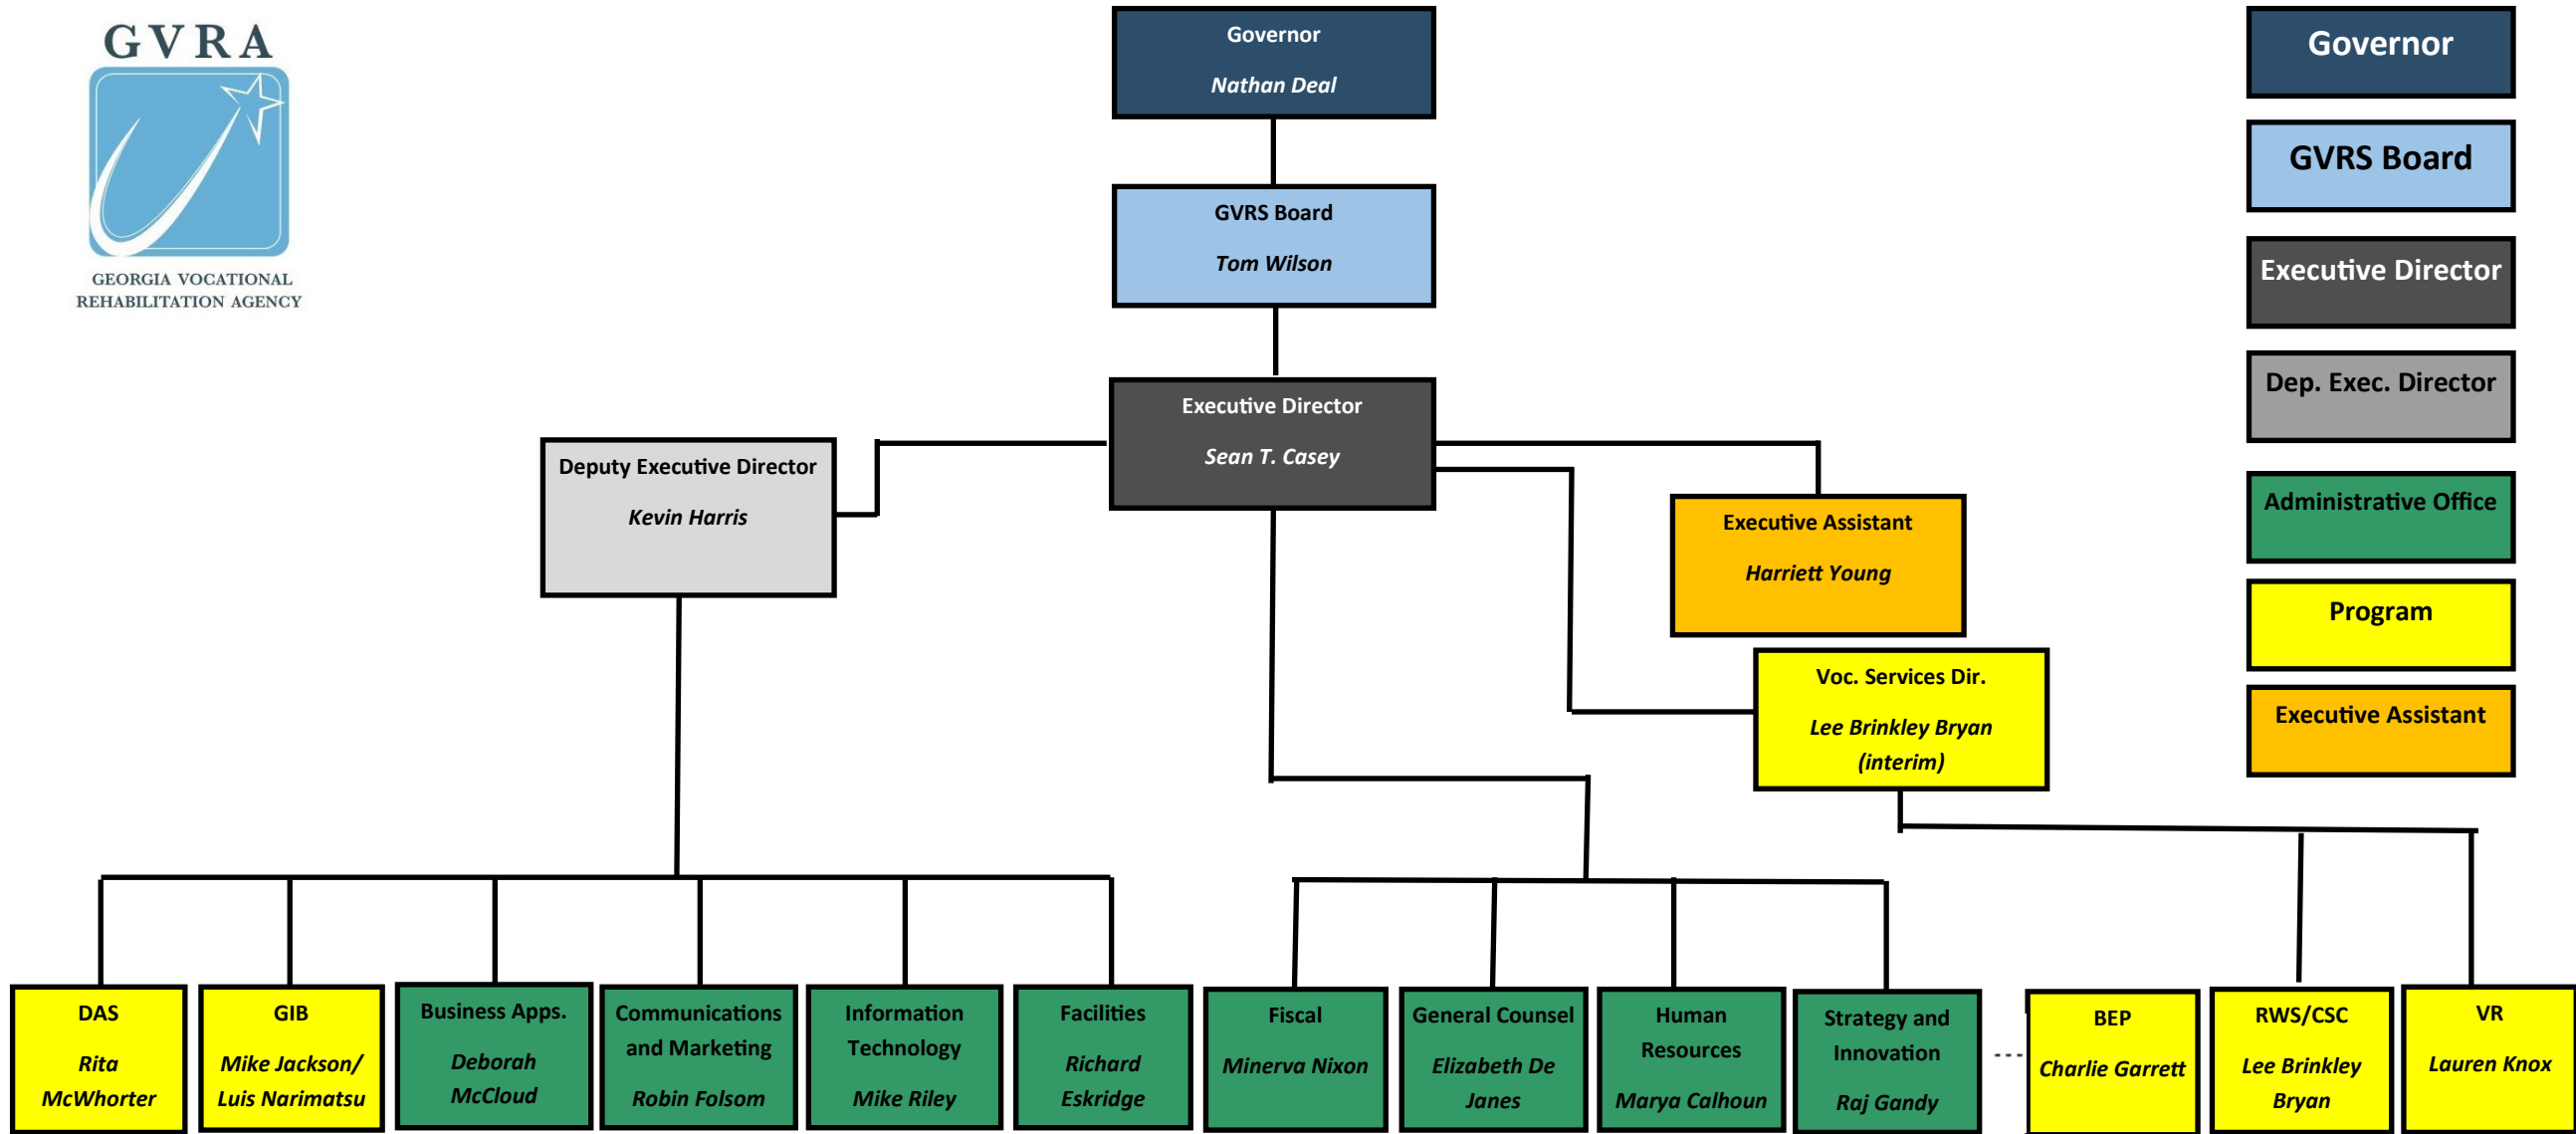 GVRA
GEORGIA VOCATIONAL
REHABILITATION AGENCY
Governor
Nathan Deal
GVRS Board
Tom Wilson
Executive Director
Sean T. Casey
Deputy Executive Director
Kevin Harris
Executive Assistant
Harriett Young
Voc. Services Dir.
Lee Brinkley Bryan
(interim)
DAS
Rita
McWhorter
GIB
Mike Jackson/
Luis Narimatsu
Business Apps.
Deborah
McCloud
Communications
and Marketing
Robin Folsom
Information
Technology
Mike Riley
Facilities
Richard
Eskridge
Fiscal
Minerva Nixon
General Counsel
Elizabeth De
Janes
Human
Resources
Marya Calhoun
Strategy and
Innovation
Raj Gandy
BEP
Charlie Garrett
RWS/CSC
Lee Brinkley
Bryan
VR
Lauren Knox
Governor
GVRS Board
Executive Director
Dep. Exec. Director
Administrative Office
Program
Executive Assistant